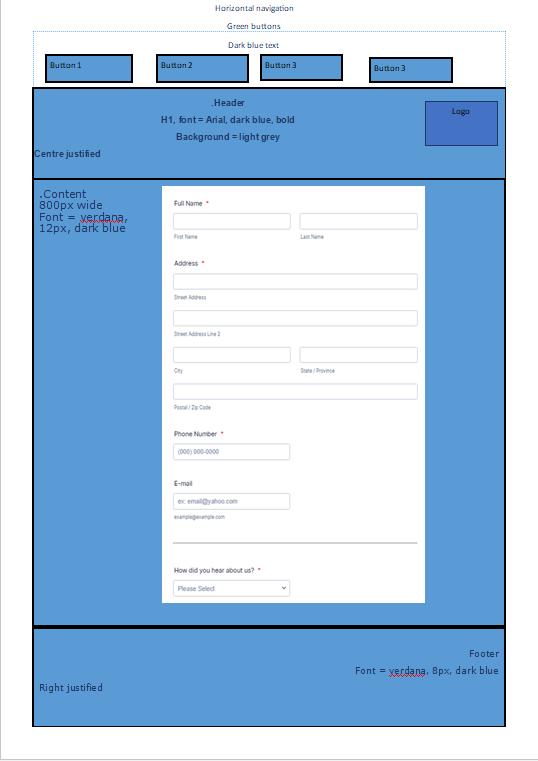 Horizontal navigation
Green buttons
Dark blue text
Button 1
Button 2
Button 3
Button 3
.Header
H1, font = Arial, dark blue, bold
Background = light grey
Logo
Centre justified
.Content
800px wide
Font = verdana,
12px, dark blue
Full Name *
First Name
Last Name
Address *
Street Address
Street Address Line 2
City
State / Province
Postal / Zip Code
Phone Number *
(000) 000-0000
E-mail
ex: email@yahoo.com
example@example.com
How did you hear about us? *
Please Select
Footer
Font = verdana, 8px, dark blue
Right justified